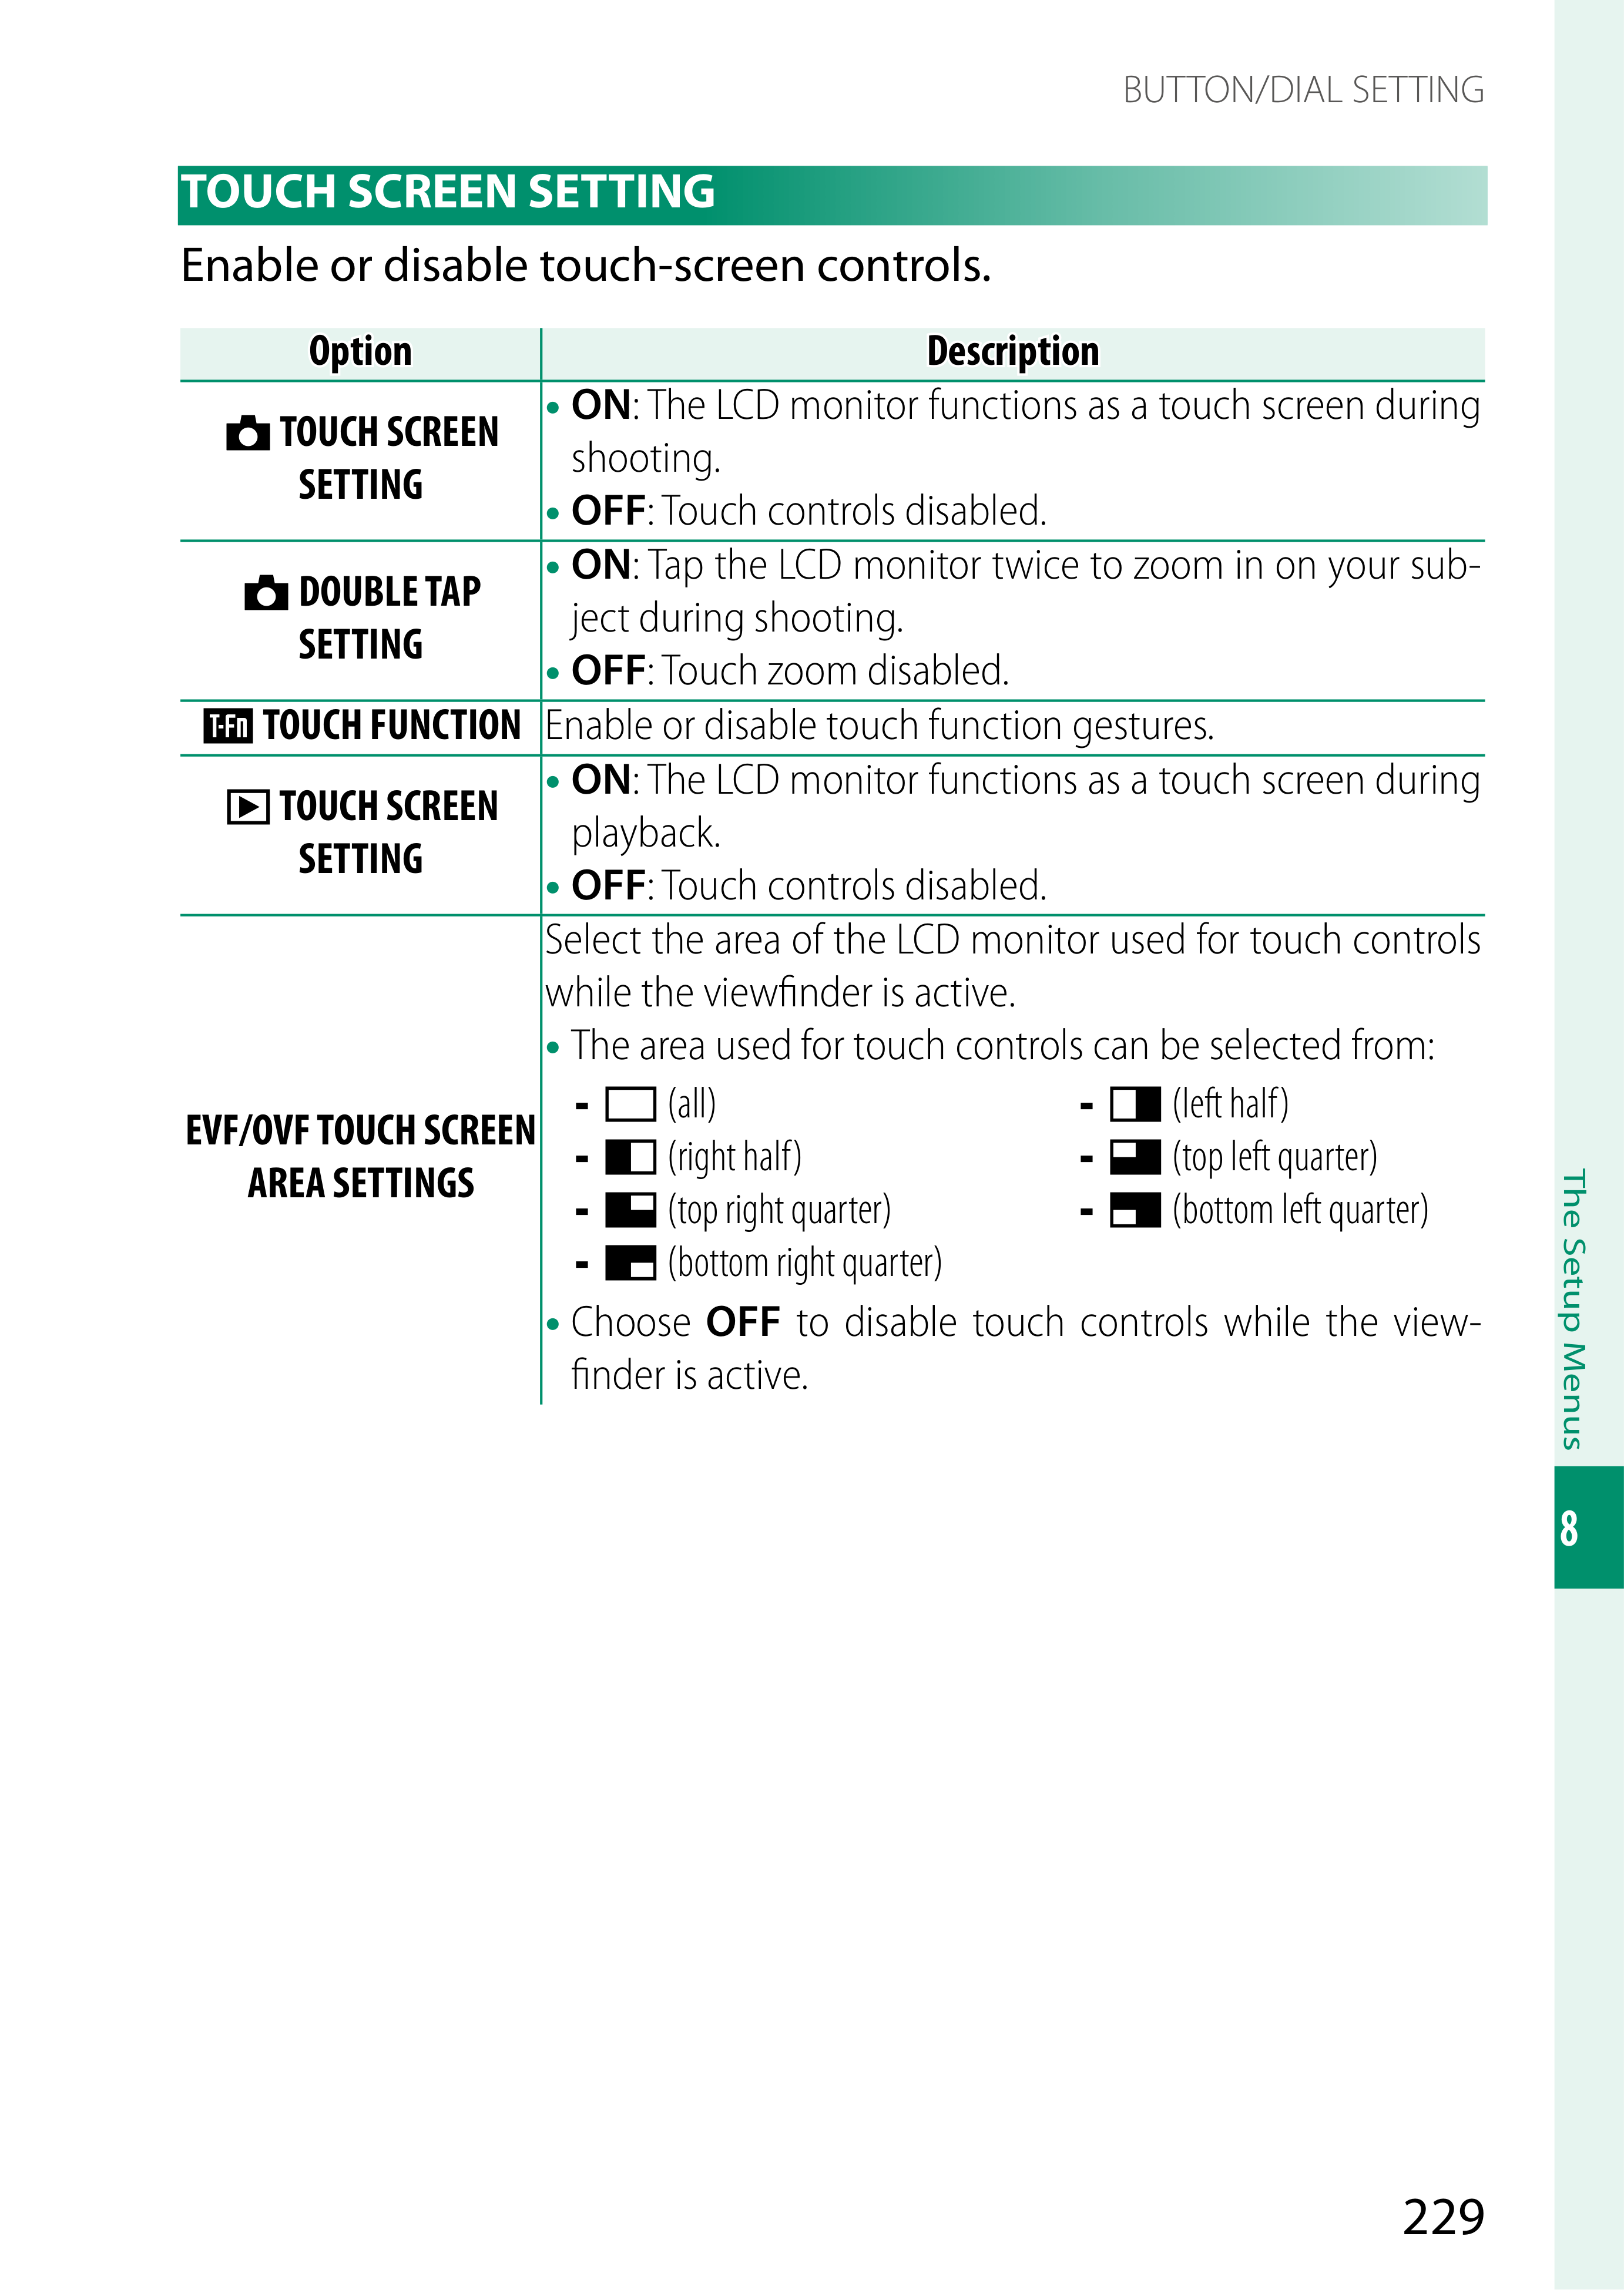 BUTTON/DIAL SETTING
TOUCH SCREEN SETTING
Enable or disable touch-screen controls.
Option
Description
TOUCH SCREEN
SETTING
• ON: The LCD monitor functions as a touch screen during
shooting.
• OFF: Touch controls disabled.
DOUBLE TAP
SETTING
• ON: Tap the LCD monitor twice to zoom in on your sub-
ject during shooting.
• OFF: Touch zoom disabled.
T-Fn TOUCH FUNCTION
Enable or disable touch function gestures.
TOUCH SCREEN
SETTING
• ON: The LCD monitor functions as a touch screen during
playback.
• OFF: Touch controls disabled.
EVF/OVF TOUCH SCREEN
AREA SETTINGS
Select the area of the LCD monitor used for touch controls
while the viewfinder is active.
• The area used for touch controls can be selected from:
- (all)
- (left half)
- (right half)
- (top left quarter)
- (top right quarter)
- (bottom left quarter)
- (bottom right quarter)
• Choose OFF to disable touch controls while the view-
finder is active.
The Setup Menus
8
229